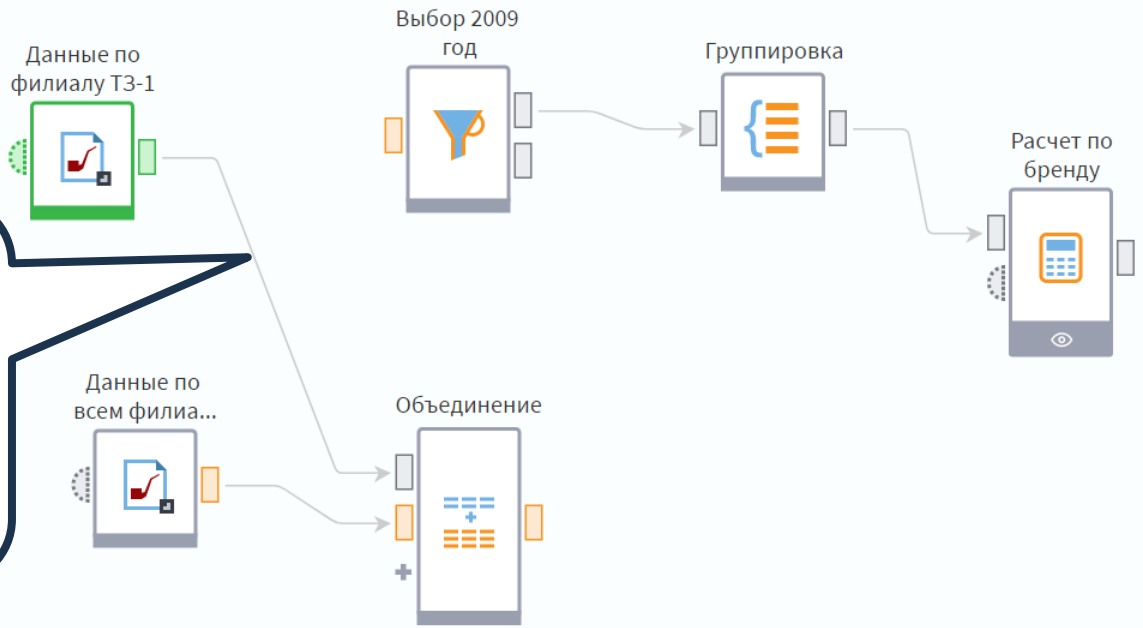 Выбор 2009
год
Данные по
филиалу ТЗ-1
Группировка
Расчет по
бренду
Данные по
всем филиа...
Объединение